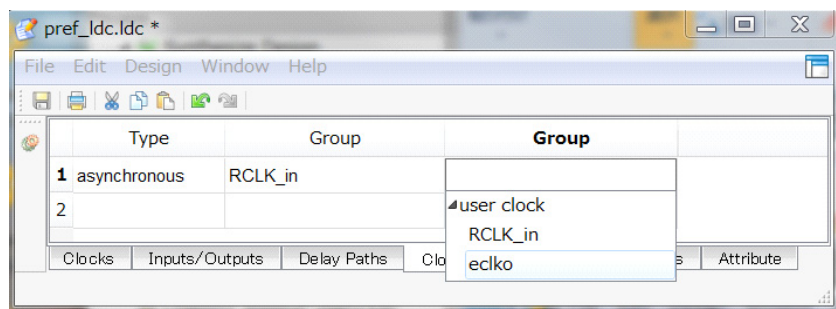 pref_ldc.ldc *
File Edit Design Window Help
Type Group Group
1 asynchronous RCLK_in
2
user clock
RCLK_in
eclko
Clocks Inputs/Outputs Delay Paths Clo s Attribute